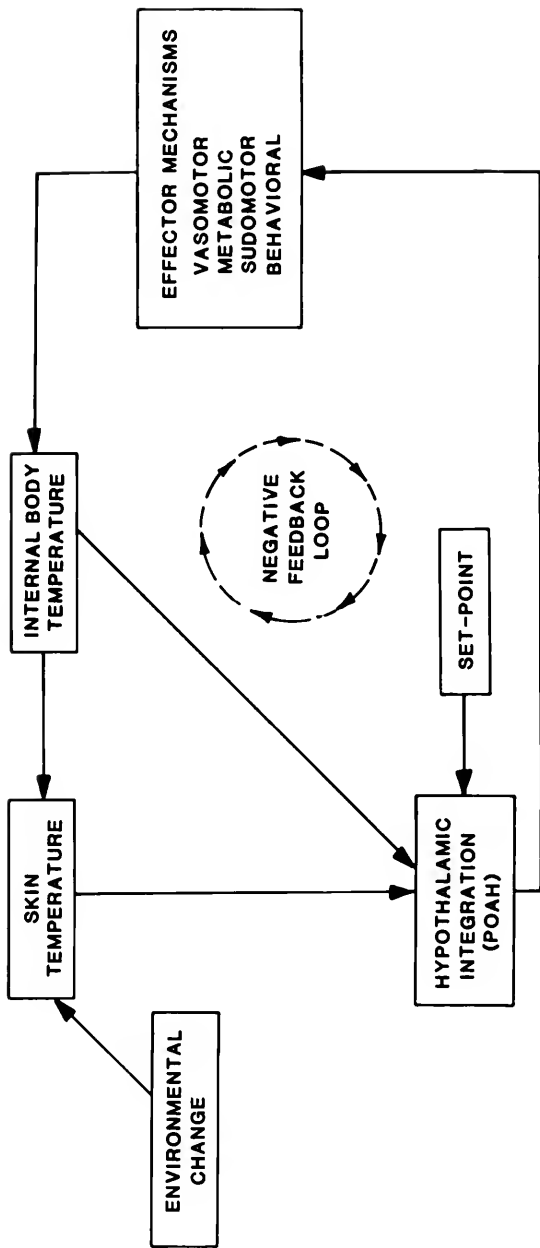 ENVIRONMENTAL
CHANGE
SKIN
TEMPERATURE
INTERNAL BODY
TEMPERATURE
EFFECTOR MECHANISMS
VASOMOTOR
METABOLIC
SUDOMOTOR
BEHAVIORAL
NEGATIVE
FEEDBACK
LOOP
SET-POINT
HYPOTHALAMIC
INTEGRATION
(POAH)